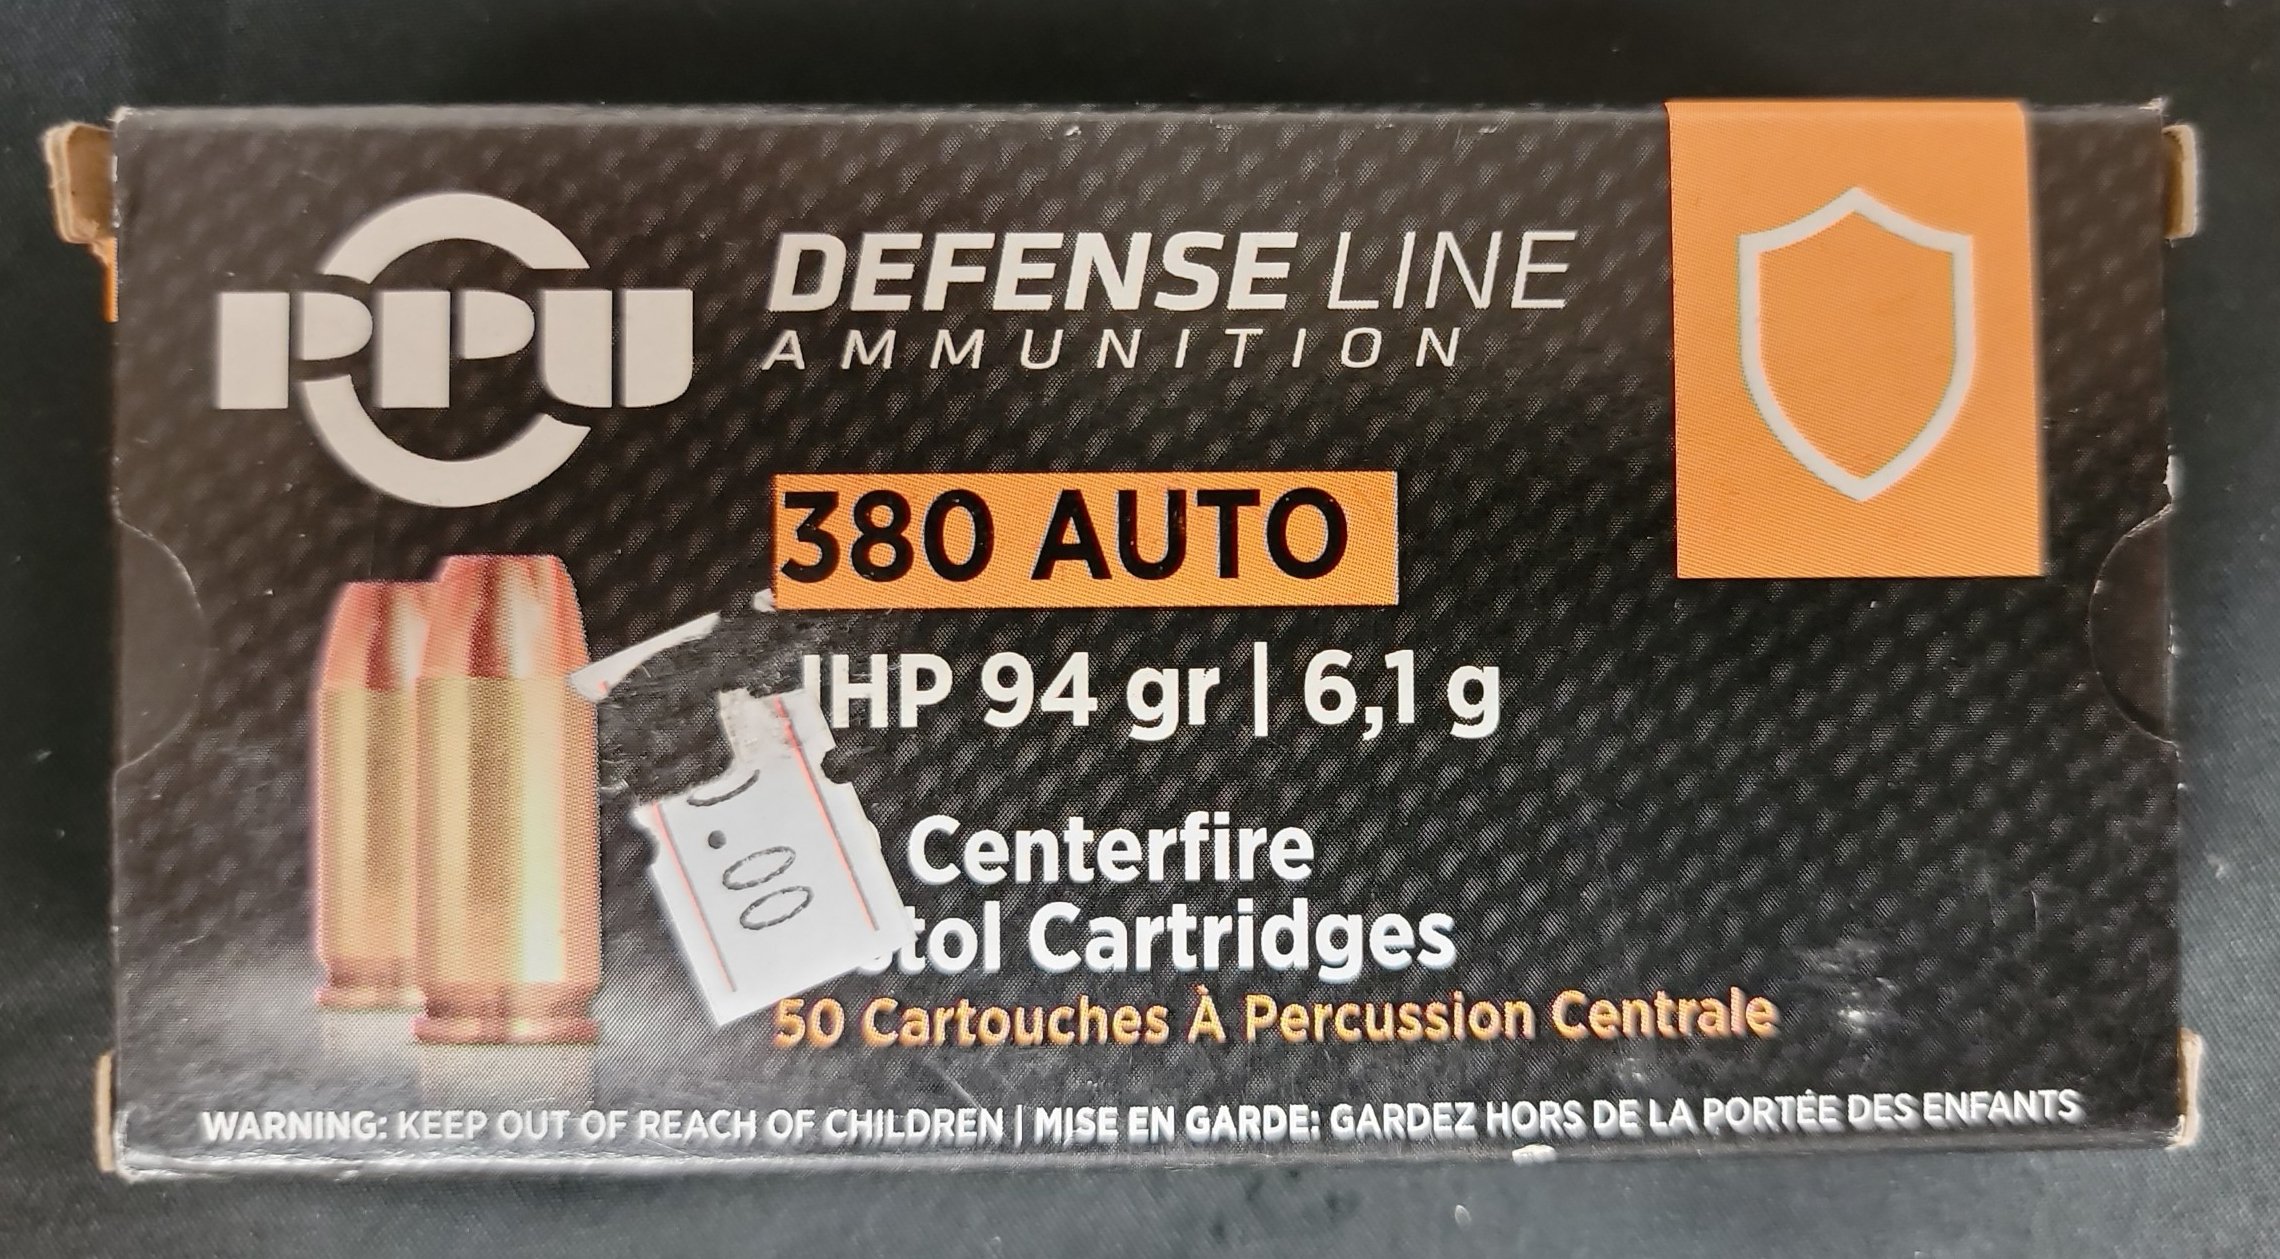 PPU
DEFENSE LINE
AMMUNITION
380 AUTO
HP 94 gr | 6,1 g
.00
Centerfire
Cartridges
50 Cartouches À Percussion Centrale
WARNING: KEEP OUT OF REACH OF CHILDREN | MISE EN GARDE: GARDEZ HORS DE LA PORTÉE DES ENFANTS